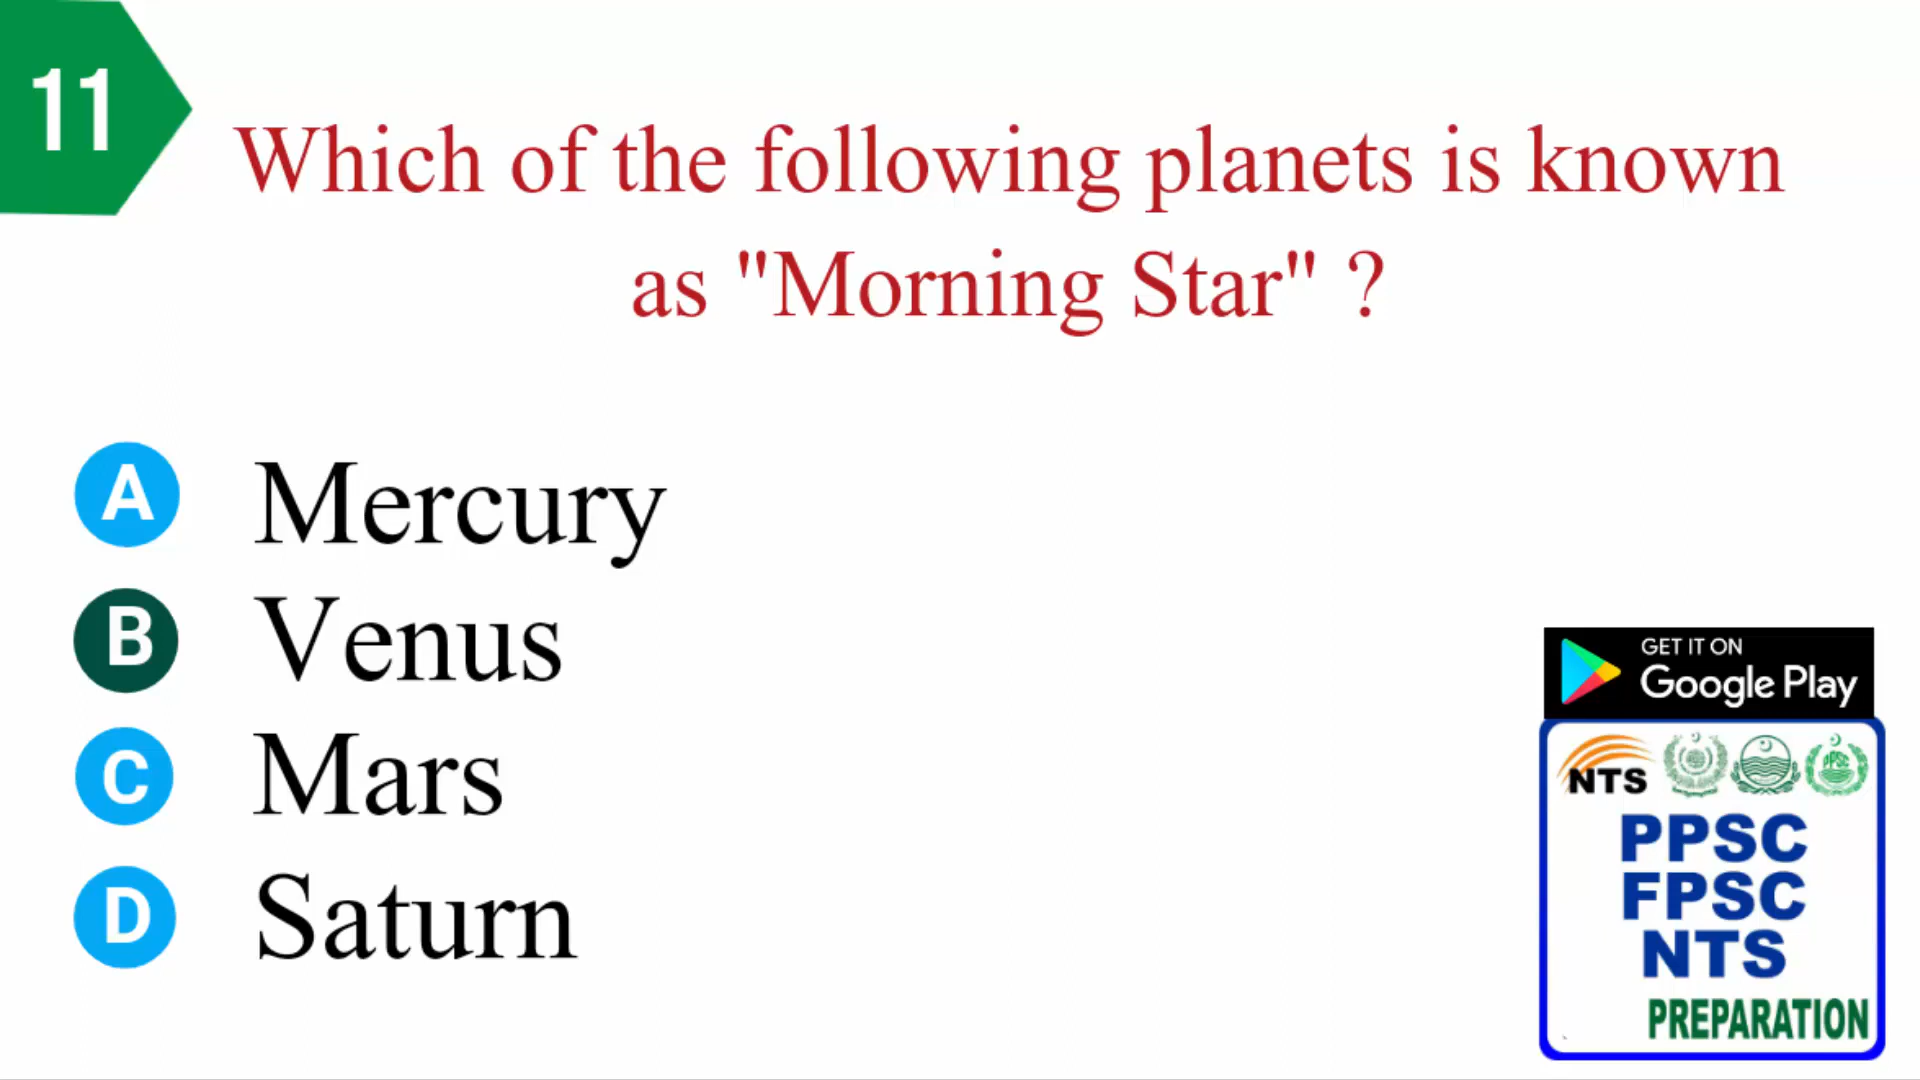 11
Which of the following planets is known
as "Morning Star" ?
A Mercury
B Venus
C Mars
D Saturn
GET IT ON
Google Play
NTS
PPSC
PPSC
FPSC
NTS
PREPARATION